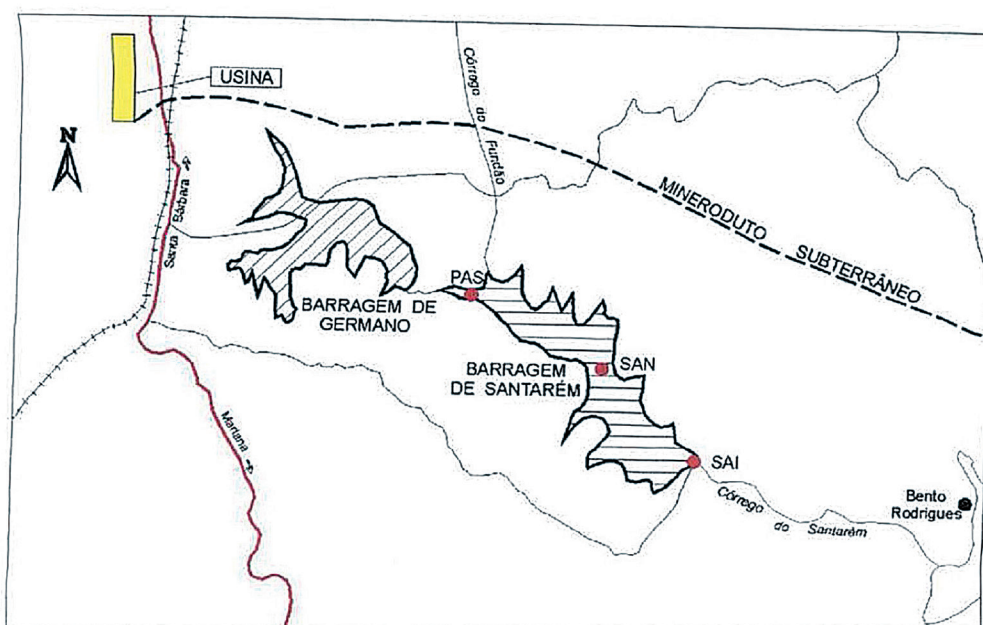 USINA
N
Córrego do Fundão
Santa Bárbara
MINERODUTO SUBTERRÂNEO
PAS
BARRAGEM DE
GERMANO
BARRAGEM
DE SANTARÉM
SAN
Mariana
SAI
Córrego do Santarém
Bento
Rodrigues